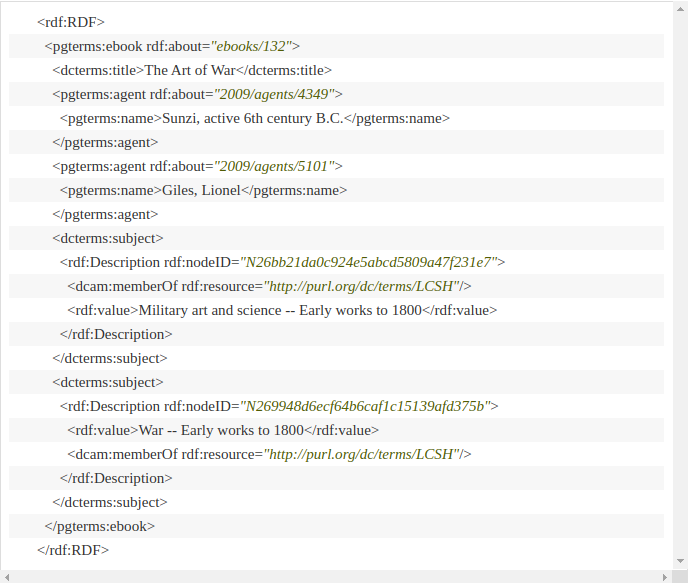 <rdf:RDF>
<pgterms:ebook rdf:about="ebooks/132">
<dcterms:title>The Art of War</dcterms:title>
<pgterms:agent rdf:about="2009/agents/4349">
<pgterms:name>Sunzi, active 6th century B.C.</pgterms:name>
</pgterms:agent>
<pgterms:agent rdf:about="2009/agents/5101">
<pgterms:name>Giles, Lionel</pgterms:name>
</pgterms:agent>
<dcterms:subject>
<rdf:Description rdf:nodeID="N26bb21da0c924e5abcd5809a47f231e7">
<dcam:memberOf rdf:resource="http://purl.org/dc/terms/LCSH"/>
<rdf:value>Military art and science -- Early works to 1800</rdf:value>
</rdf:Description>
</dcterms:subject>
<dcterms:subject>
<rdf:Description rdf:nodeID="N269948d6ecf64b6caf1c15139afd375b">
<rdf:value>War -- Early works to 1800</rdf:value>
<dcam:memberOf rdf:resource="http://purl.org/dc/terms/LCSH"/>
</rdf:Description>
</dcterms:subject>
</pgterms:ebook>
</rdf:RDF>